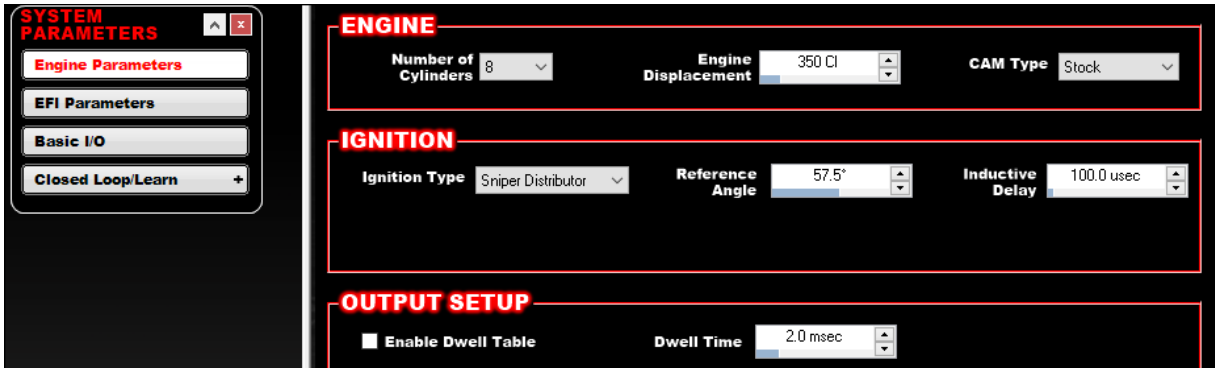 SYSTEM
PARAMETERS
Engine Parameters
EFI Parameters
Basic I/O
Closed Loop/Learn +
ENGINE
Number of
Cylinders
8
Engine
Displacement
350 CI
CAM Type
Stock
IGNITION
Ignition Type
Sniper Distributor
Reference
Angle
57.5°
Inductive
Delay
100.0 usec
OUTPUT SETUP
Enable Dwell Table
Dwell Time
2.0 msec